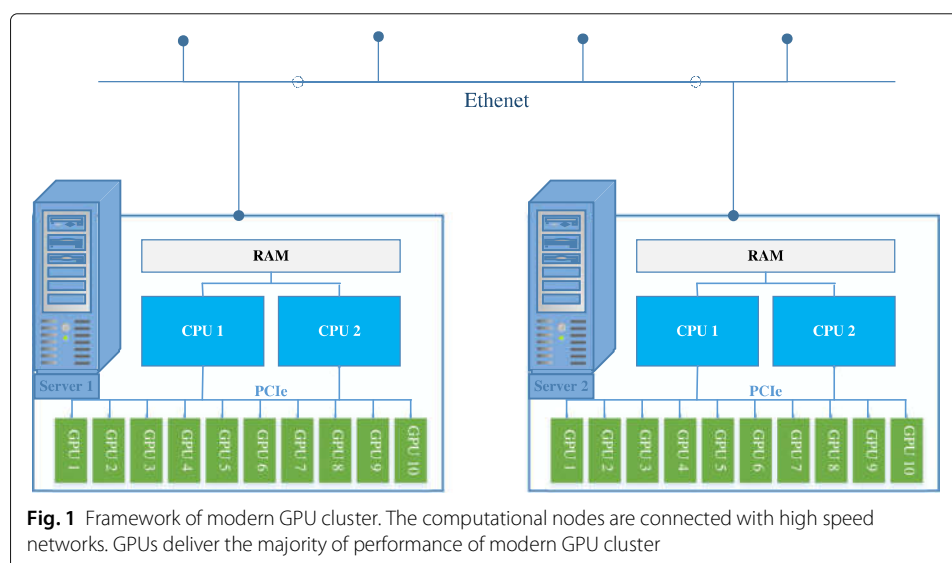 Ethenet
RAM
CPU 1
CPU 2
Server 1
PCIe
GPU 1
GPU 2
GPU 3
GPU 4
GPU 5
GPU 6
GPU 7
GPU 8
GPU 9
GPU 10
RAM
CPU 1
CPU 2
Server 2
PCIe
GPU 1
GPU 2
GPU 3
GPU 4
GPU 5
GPU 6
GPU 7
GPU 8
GPU 9
GPU 10
Fig. 1 Framework of modern GPU cluster. The computational nodes are connected with high speed
networks. GPUs deliver the majority of performance of modern GPU cluster